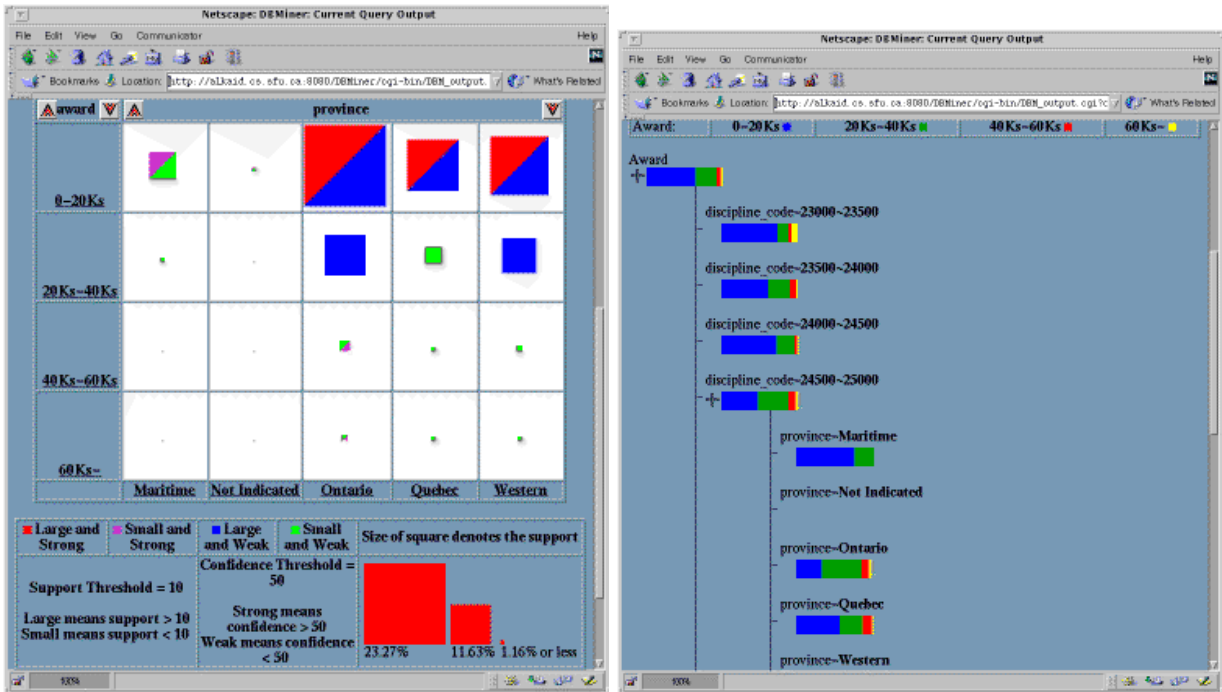 Netscape: DBMiner: Current Query Output
File Edit View Go Communicator Help
Bookmarks Location: http://alkaid.cs.sfu.ca:8080/DBMiner/cgi-bin/DBM_output. What's Related
award province
0~20Ks
20Ks~40Ks
40Ks~60Ks
60Ks~
Maritime Not Indicated Ontario Quebec Western
Large and Strong
Small and Strong
Large and Weak
Small and Weak
Size of square denotes the support
Support Threshold = 10
Large means support > 10
Small means support < 10
Confidence Threshold = 50
Strong means
confidence > 50
Weak means confidence
< 50
23.27% 11.63% 1.16% or less
100%
Netscape: DBMiner: Current Query Output
File Edit View Go Communicator Help
Bookmarks Location: http://alkaid.cs.sfu.ca:8080/DBMiner/cgi-bin/DBM_output.cgi?c What's Related
Award: 0~20Ks 20Ks~40Ks 40Ks~60Ks 60Ks~
Award
discipline_code=23000~23500
discipline_code=23500~24000
discipline_code=24000~24500
discipline_code=24500~25000
province=Maritime
province=Not Indicated
province=Ontario
province=Quebec
province=Western
100%